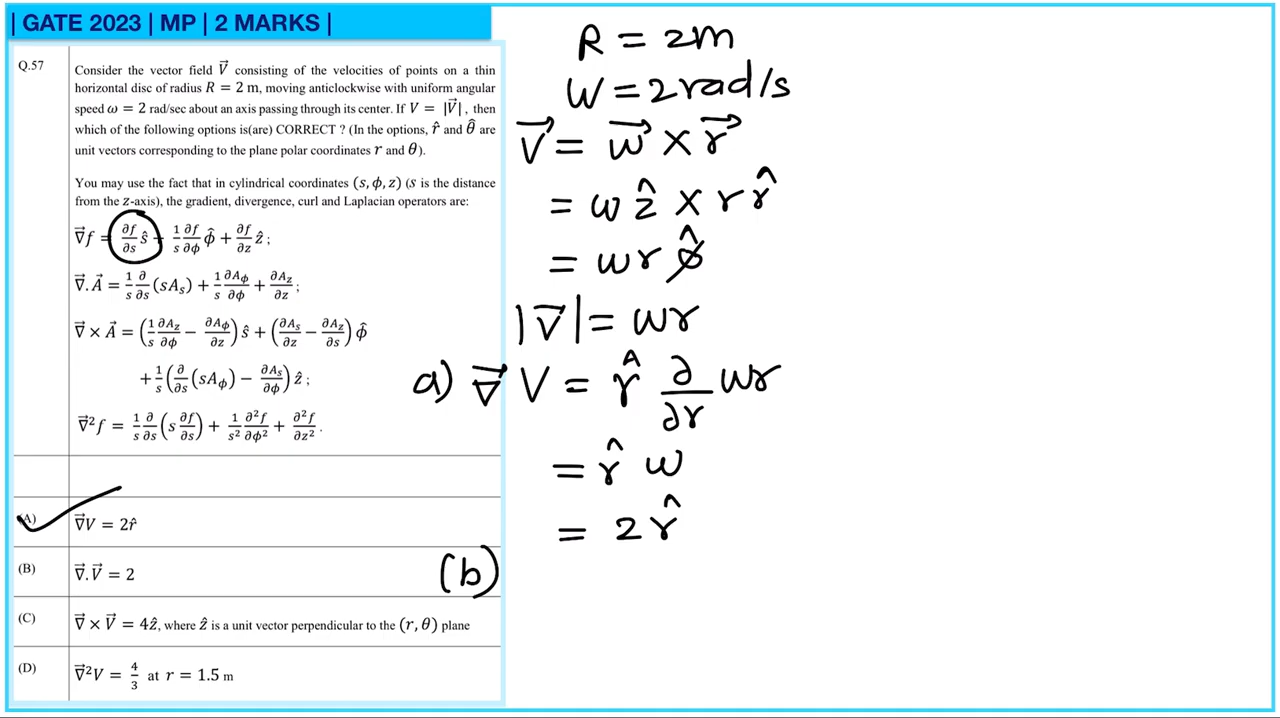 | GATE 2023 | MP | 2 MARKS |
Q.57
Consider the vector field V⃗ consisting of the velocities of points on a thin
horizontal disc of radius R = 2 m, moving anticlockwise with uniform angular
speed ω = 2 rad/sec about an axis passing through its center. If V = |V⃗|, then
which of the following options is(are) CORRECT ? (In the options, r̂ and θ̂ are
unit vectors corresponding to the plane polar coordinates r and θ).
You may use the fact that in cylindrical coordinates (s, ϕ, z) (s is the distance
from the z-axis), the gradient, divergence, curl and Laplacian operators are:
∇⃗f = ∂f/∂s ŝ + 1/s ∂f/∂ϕ ϕ̂ + ∂f/∂z ẑ ;
∇⃗.A⃗ = 1/s ∂/∂s (sA_s) + 1/s ∂A_ϕ/∂ϕ + ∂A_z/∂z ;
∇⃗ × A⃗ = (1/s ∂A_z/∂ϕ − ∂A_ϕ/∂z) ŝ + (∂A_s/∂z − ∂A_z/∂s) ϕ̂
+ 1/s (∂/∂s (sA_ϕ) − ∂A_s/∂ϕ) ẑ ;
∇⃗²f = 1/s ∂/∂s (s ∂f/∂s) + 1/s² ∂²f/∂ϕ² + ∂²f/∂z² .
(A) ∇⃗V = 2r̂
(B) ∇⃗.V⃗ = 2
(C) ∇⃗ × V⃗ = 4ẑ, where ẑ is a unit vector perpendicular to the (r, θ) plane
(D) ∇⃗²V = 4/3 at r = 1.5 m
R = 2m
W = 2rad/s
V⃗ = w⃗ × r⃗
= w ẑ × r r̂
= wr ϕ̂
|V⃗| = wr
a) ∇⃗ V = r̂ ∂/∂r wr
= r̂ w
= 2 r̂
(b)